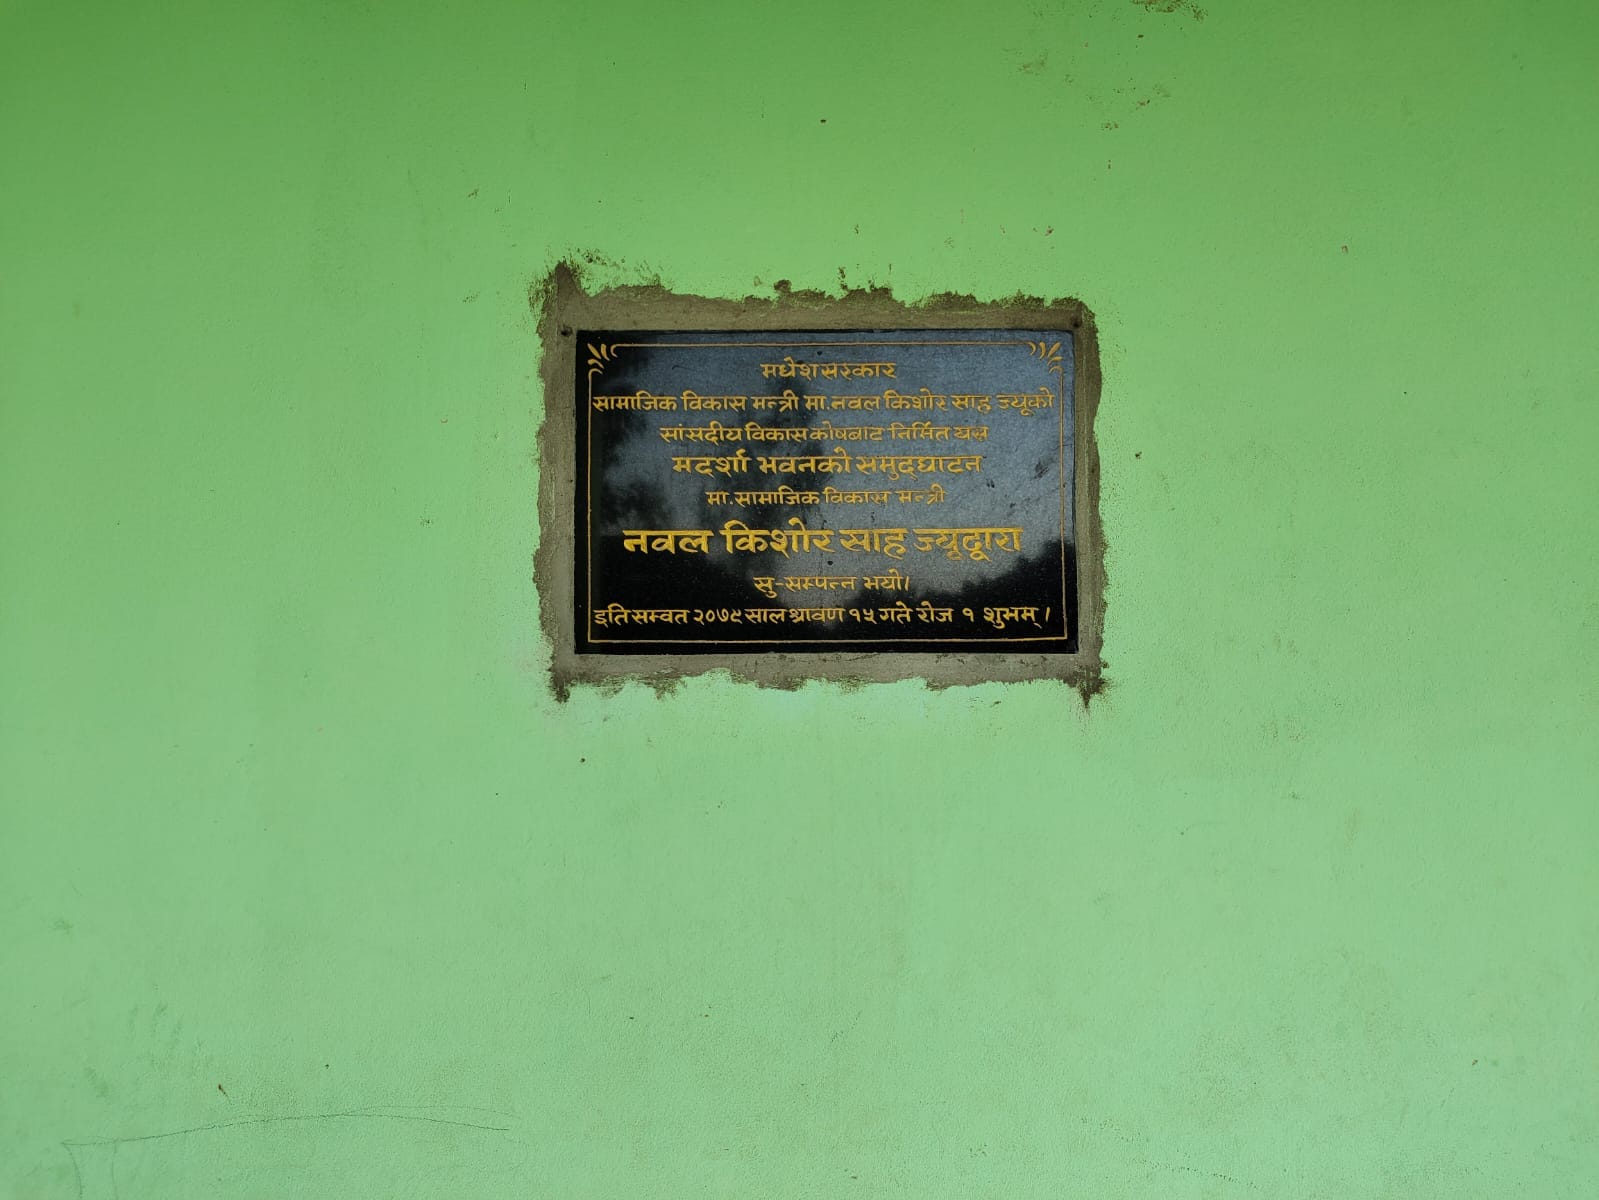 मधेश सरकार
सामाजिक विकास मन्त्री मा. नवल किशोर साह ज्यूको
सांसदीय विकास कोषबाट निर्मित यस
मदर्शा भवनको समुद्घाटन
मा. सामाजिक विकास मन्त्री
नवल किशोर साह ज्यूद्वारा
सु-सम्पन्न भयो।
इति सम्वत २०७९ साल श्रावण १५ गते रोज १ शुभम्।